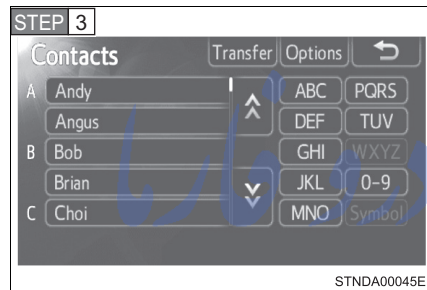 STEP 3
Contacts Transfer Options
A Andy ABC PQRS
Angus DEF TUV
B Bob GHI WXYZ
Brian JKL 0-9
C Choi MNO Symbol
STNDA00045E